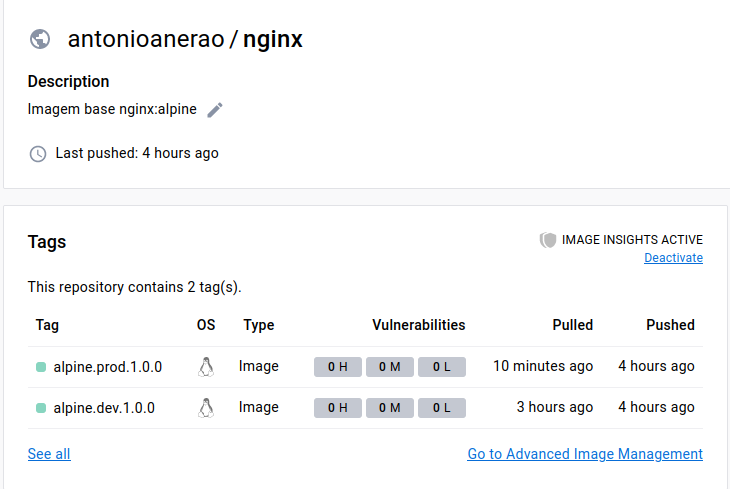 antonioanerao / nginx
Description
Imagem base nginx:alpine
Last pushed: 4 hours ago
Tags
IMAGE INSIGHTS ACTIVE
Deactivate
This repository contains 2 tag(s).
Tag OS Type Vulnerabilities Pulled Pushed
alpine.prod.1.0.0 Image 0 H 0 M 0 L 10 minutes ago 4 hours ago
alpine.dev.1.0.0 Image 0 H 0 M 0 L 3 hours ago 4 hours ago
See all Go to Advanced Image Management